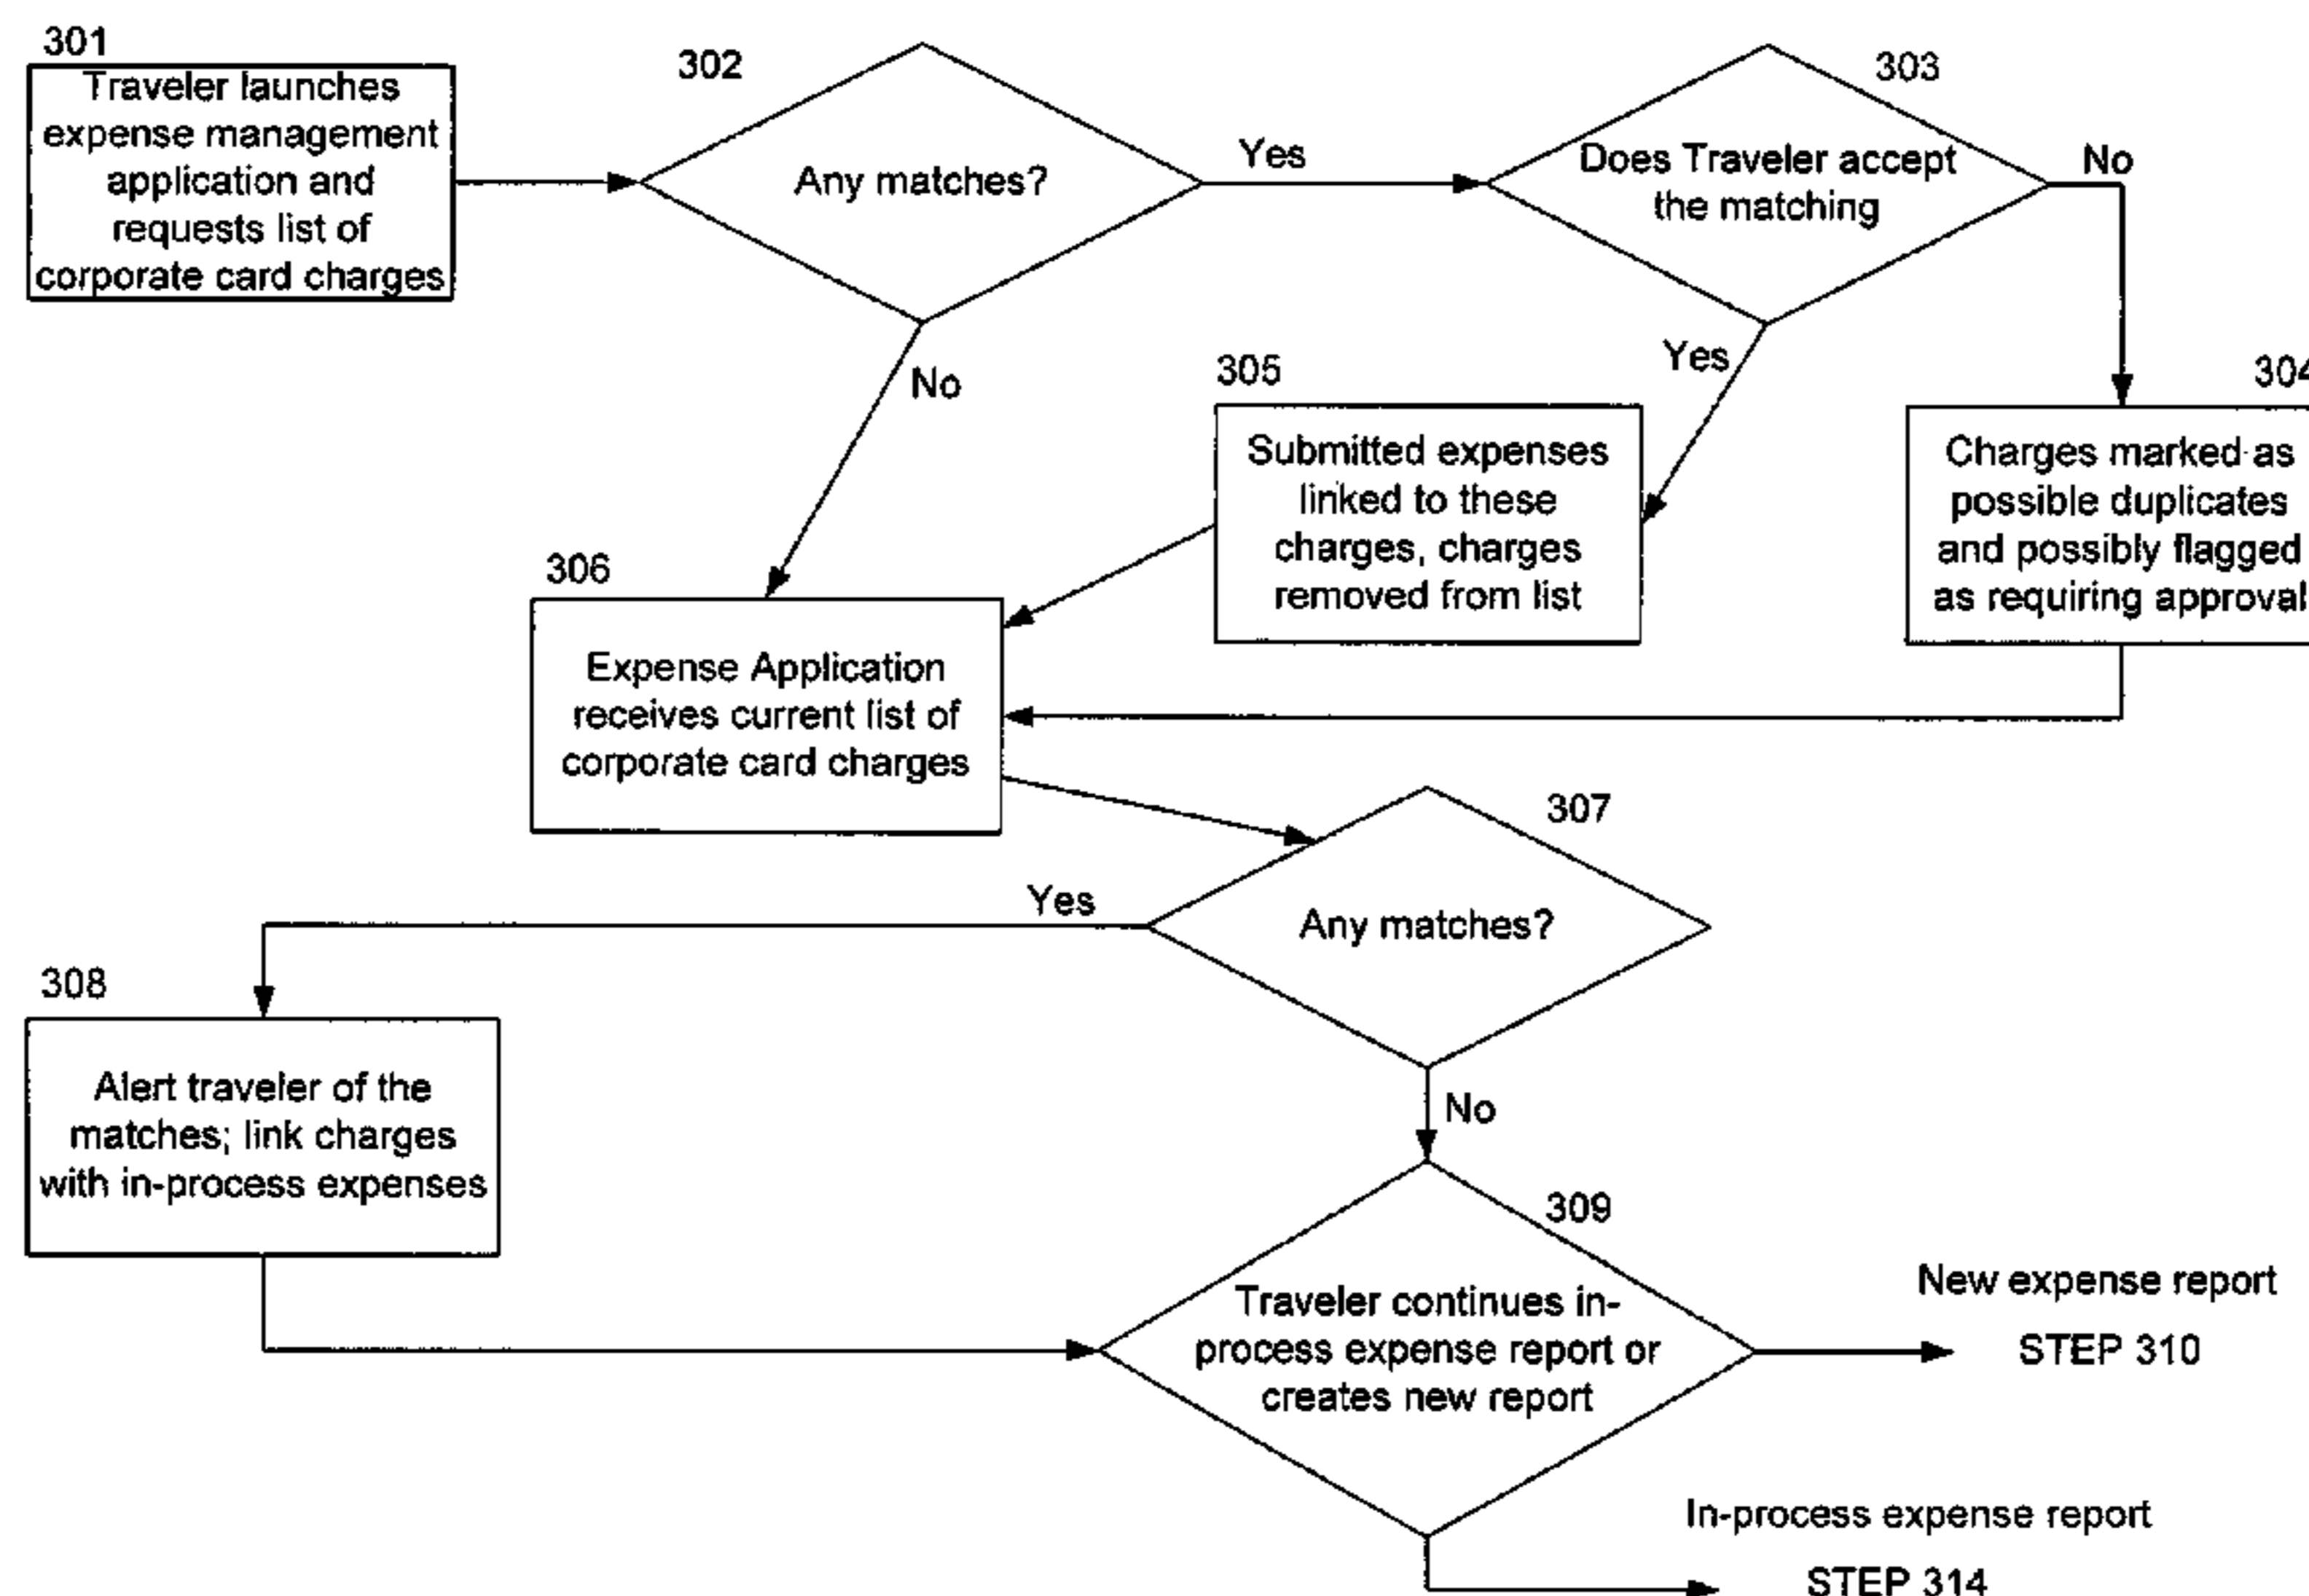 301
Traveler launches
expense management
application and
requests list of
corporate card charges
302
Any matches?
Yes
No
303
Does Traveler accept
the matching
No
Yes
304
Charges marked as
possible duplicates
and possibly flagged
as requiring approval
305
Submitted expenses
linked to these
charges, charges
removed from list
306
Expense Application
receives current list of
corporate card charges
307
Any matches?
Yes
No
308
Alert traveler of the
matches; link charges
with in-process expenses
309
Traveler continues in-
process expense report or
creates new report
New expense report
STEP 310
In-process expense report
STEP 314